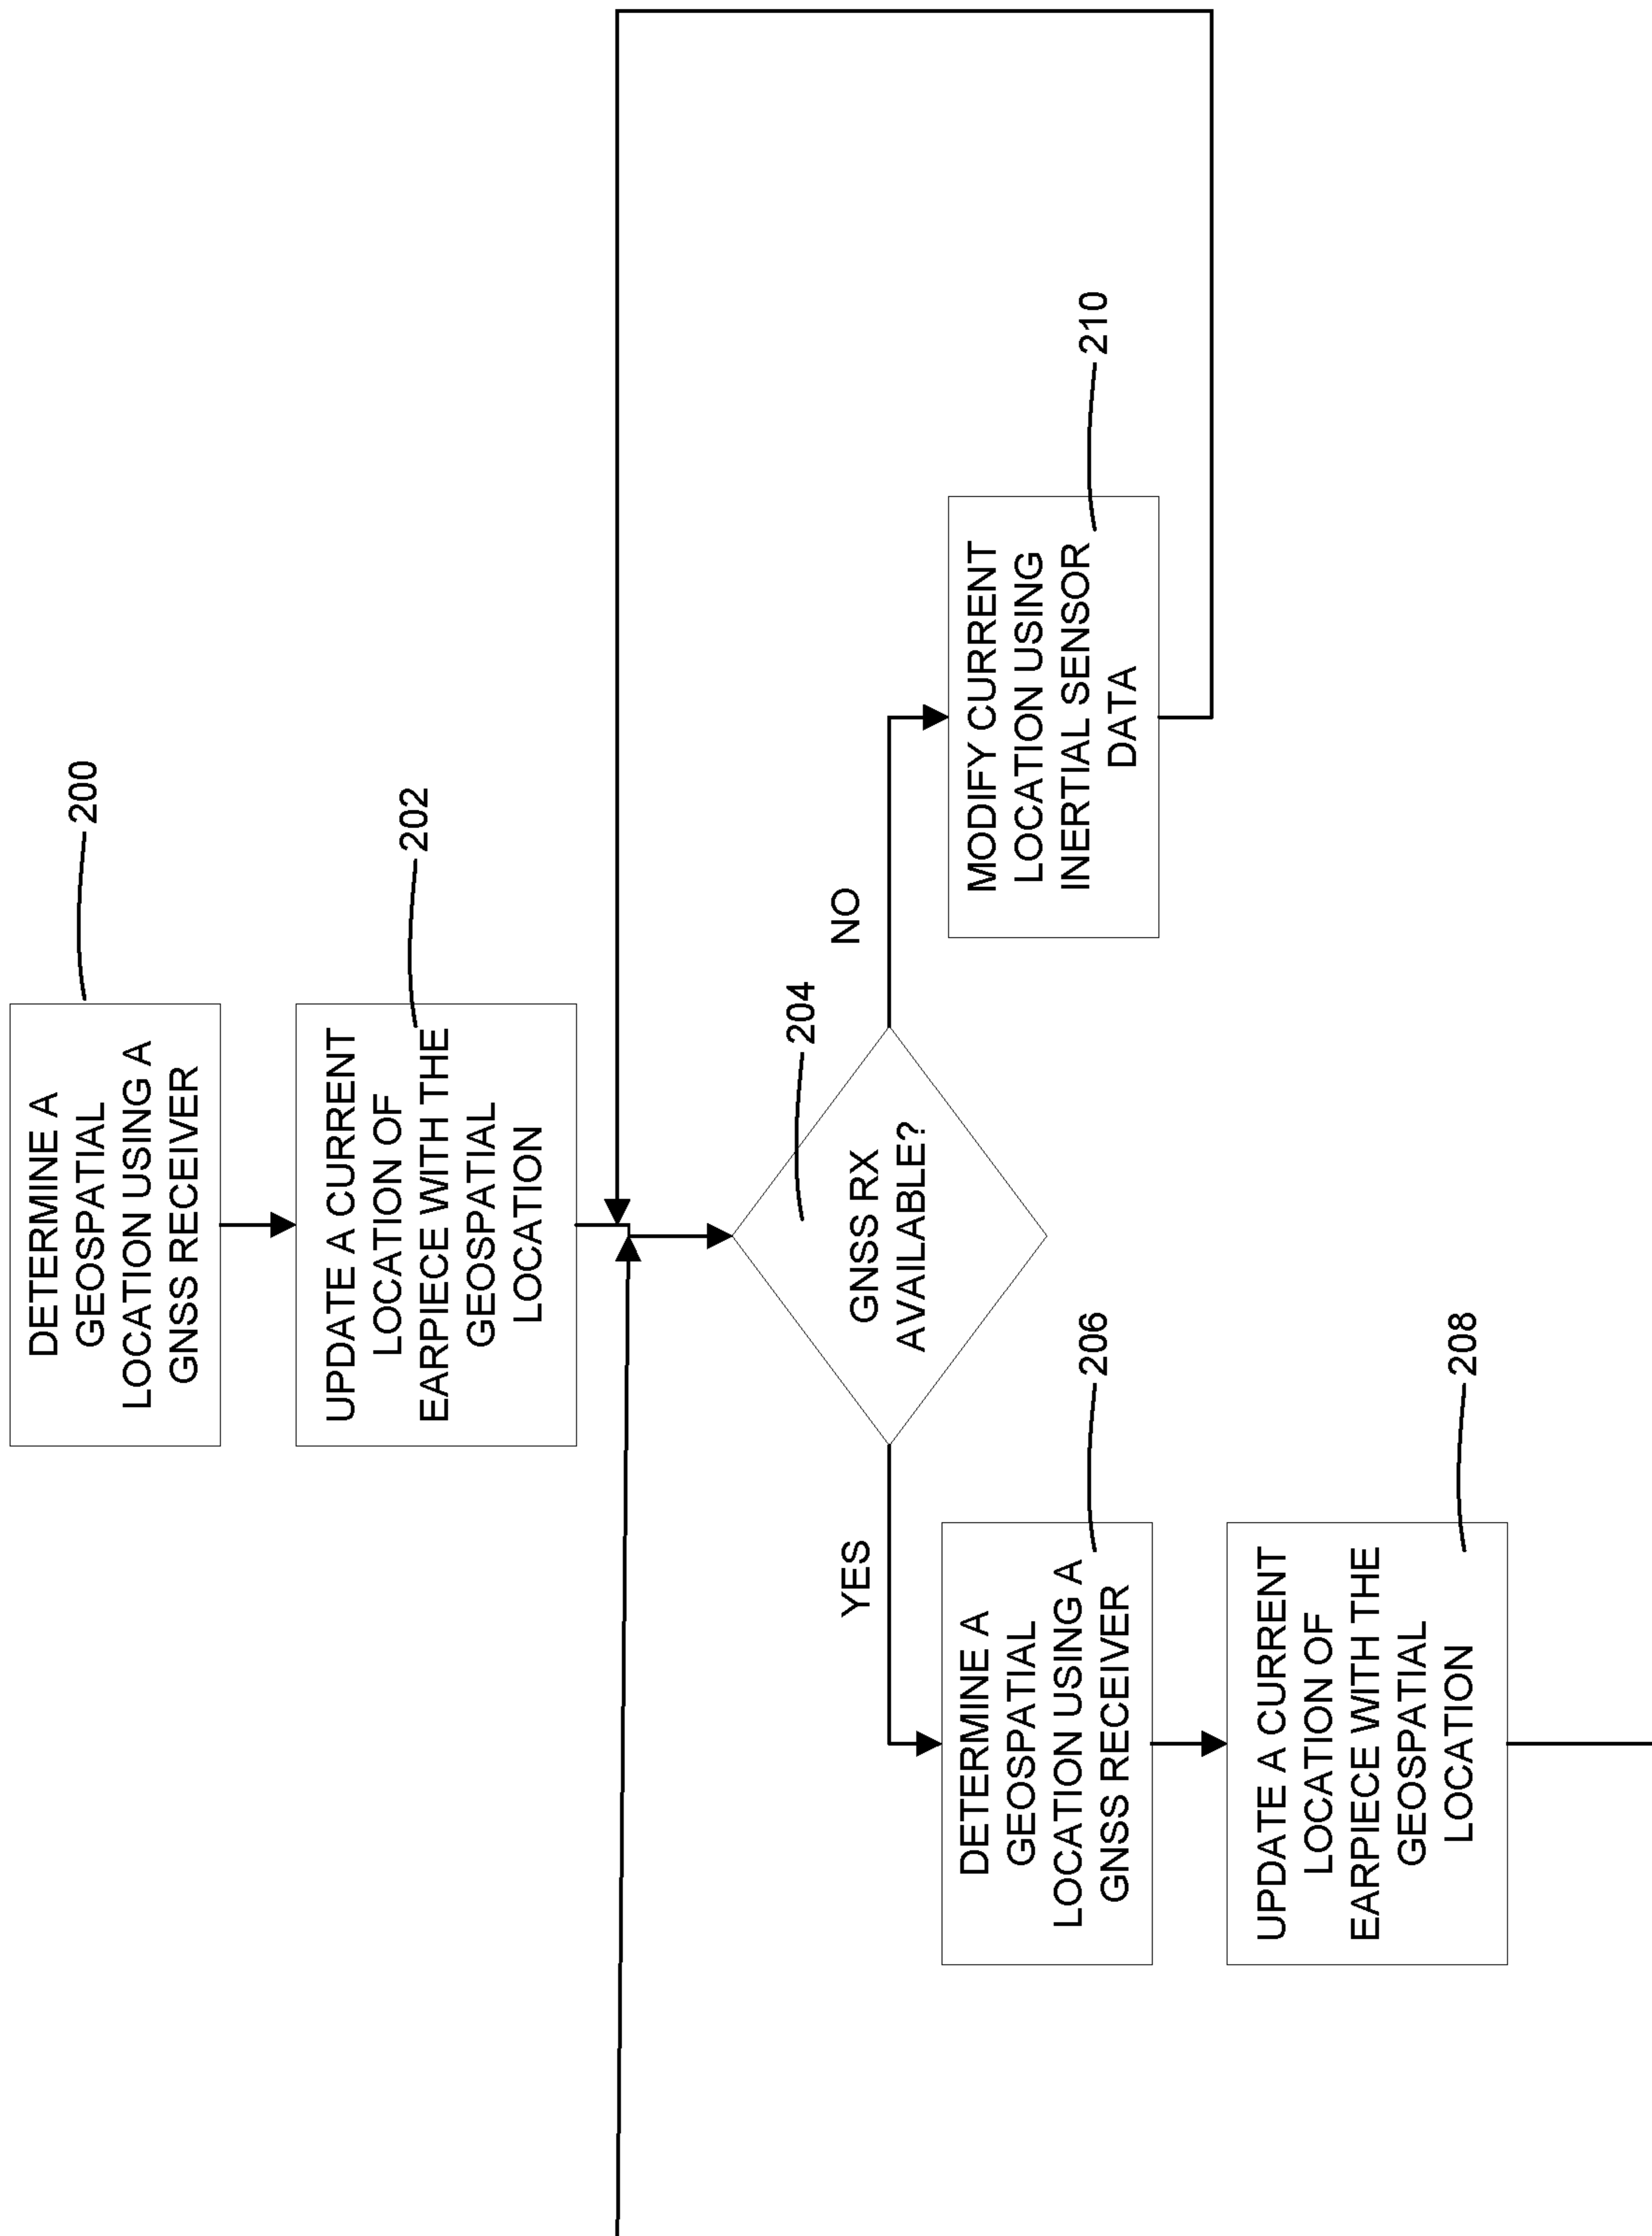 DETERMINE A
GEOSPATIAL
LOCATION USING A
GNSS RECEIVER
200
UPDATE A CURRENT
LOCATION OF
EARPIECE WITH THE
GEOSPATIAL
LOCATION
202
204
GNSS RX
AVAILABLE?
YES
NO
DETERMINE A
GEOSPATIAL
LOCATION USING A
GNSS RECEIVER
206
MODIFY CURRENT
LOCATION USING
INERTIAL SENSOR
DATA
210
UPDATE A CURRENT
LOCATION OF
EARPIECE WITH THE
GEOSPATIAL
LOCATION
208